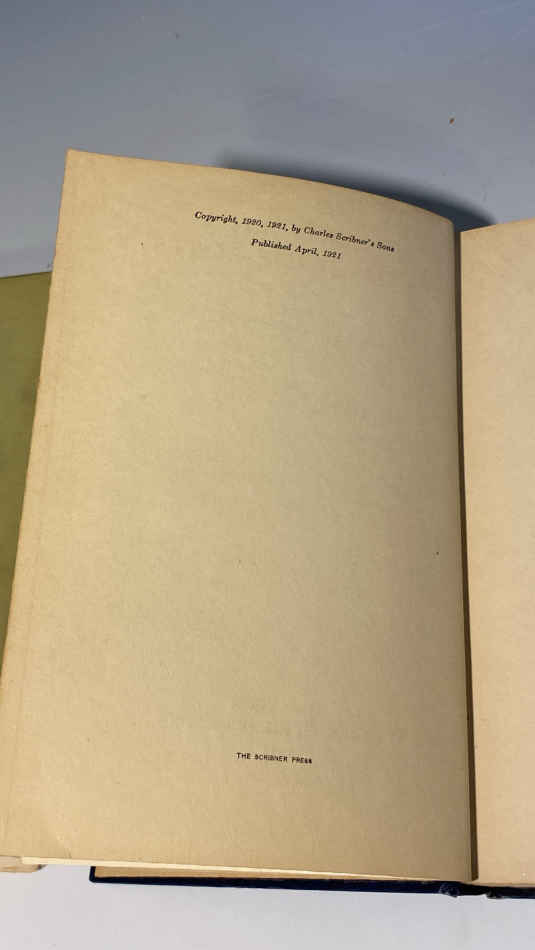 Copyright, 1920, 1921, by Charles Scribner's Sons
Published April, 1921
THE SCRIBNER PRESS